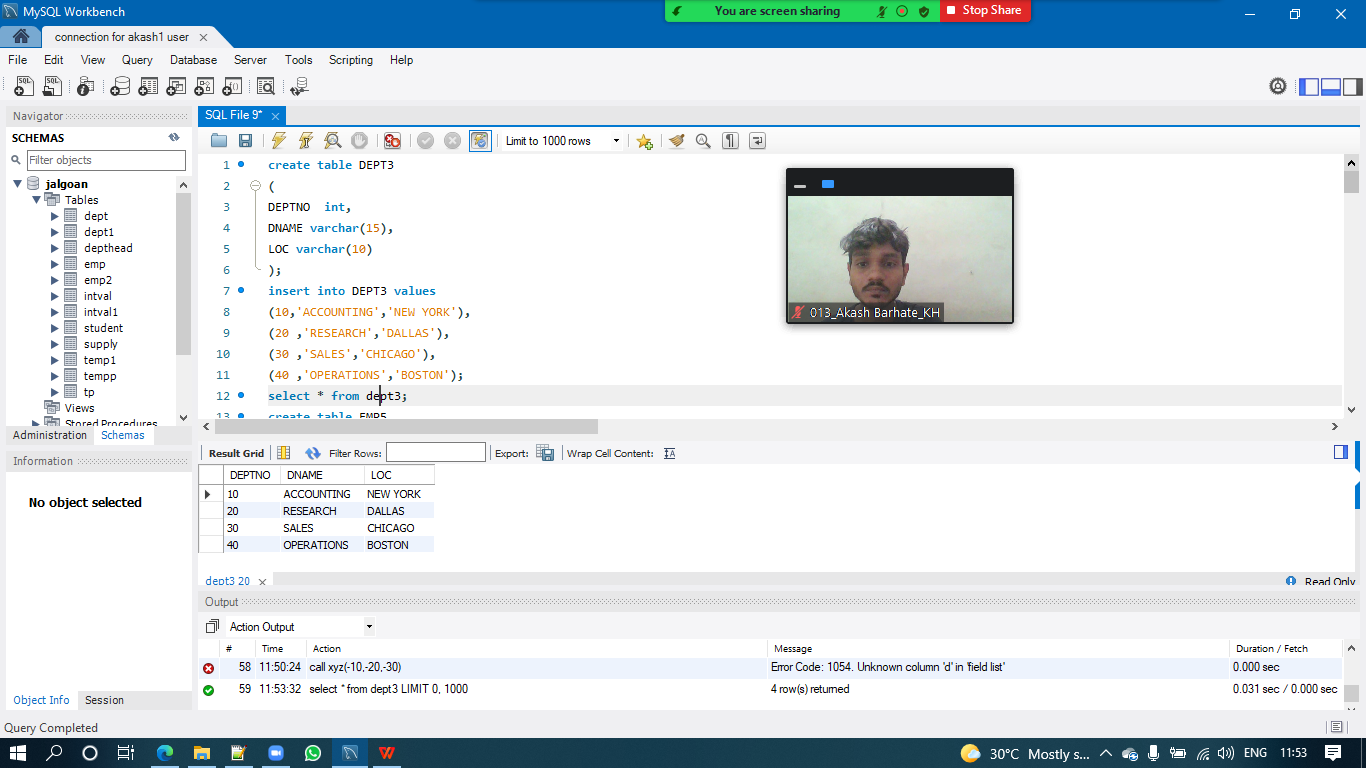 MySQL Workbench
You are screen sharing
Stop Share
connection for akash1 user
File Edit View Query Database Server Tools Scripting Help
Navigator
SCHEMAS
Filter objects
jalgoan
Tables
dept
dept1
depthead
emp
emp2
intval
intval1
student
supply
temp1
tempp
tp
Views
Stored Procedures
Administration Schemas
Information
No object selected
Object Info Session
SQL File 9*
Limit to 1000 rows
1 create table DEPT3
2 (
3 DEPTNO  int,
4 DNAME varchar(15),
5 LOC varchar(10)
6 );
7 insert into DEPT3 values
8 (10,'ACCOUNTING','NEW YORK'),
9 (20 ,'RESEARCH','DALLAS'),
10 (30 ,'SALES','CHICAGO'),
11 (40 ,'OPERATIONS','BOSTON');
12 select * from dept3;
13 create table EMP5
013_Akash Barhate_KH
Result Grid Filter Rows: Export: Wrap Cell Content:
DEPTNO DNAME LOC
10 ACCOUNTING NEW YORK
20 RESEARCH DALLAS
30 SALES CHICAGO
40 OPERATIONS BOSTON
dept3 20 Read Only
Output
Action Output
# Time Action Message Duration / Fetch
58 11:50:24 call xyz(-10,-20,-30) Error Code: 1054. Unknown column 'd' in 'field list' 0.000 sec
59 11:53:32 select * from dept3 LIMIT 0, 1000 4 row(s) returned 0.031 sec / 0.000 sec
Query Completed
30°C Mostly s... ENG 11:53